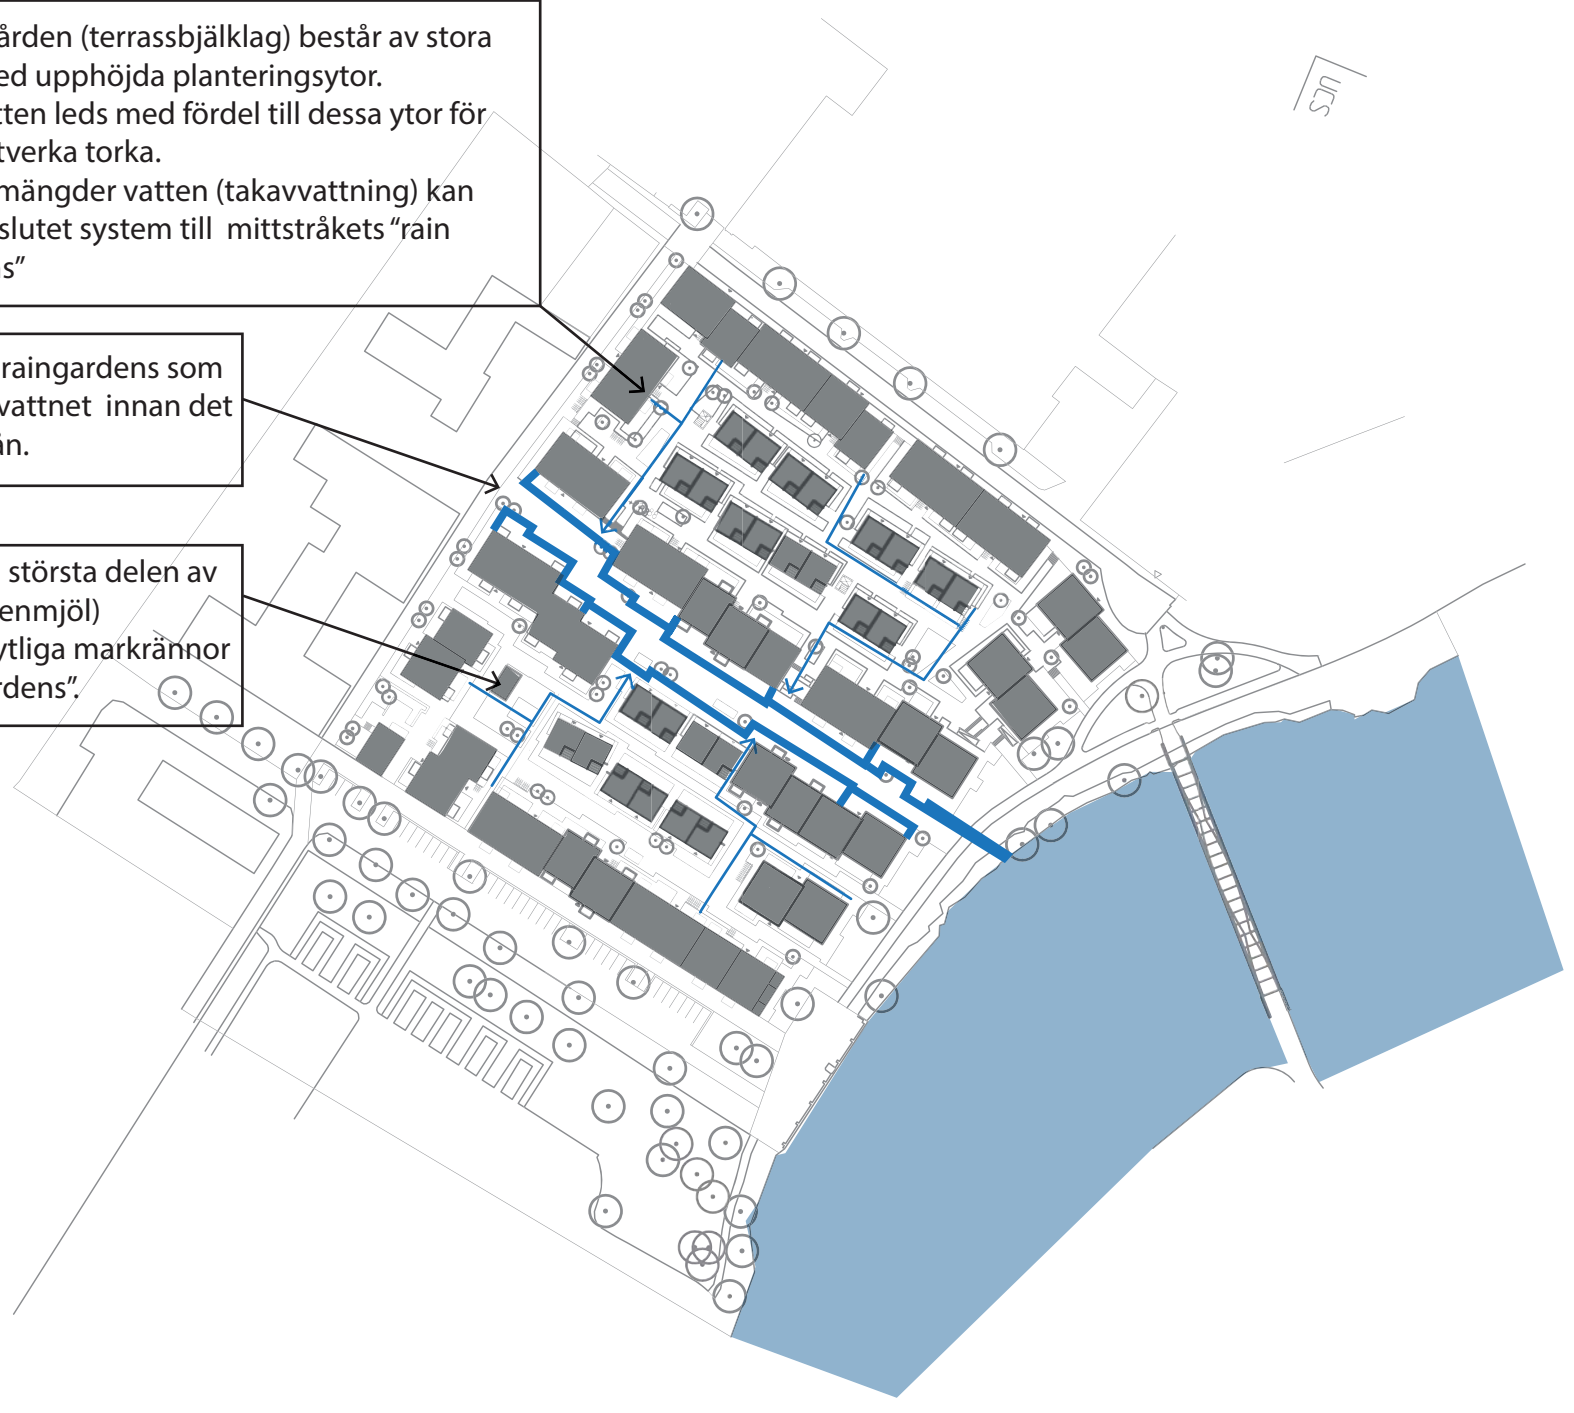 ården (terrassbjälklag) består av stora
ed upphöjda planteringsytor.
tten leds med fördel till dessa ytor för
tverka torka.
mängder vatten (takavvattning) kan
slutet system till mittstråkets “rain
s”
raingardens som
vattnet innan det
ån.
största delen av
enmjöl)
ytliga markrännor
rdens”.
UCS